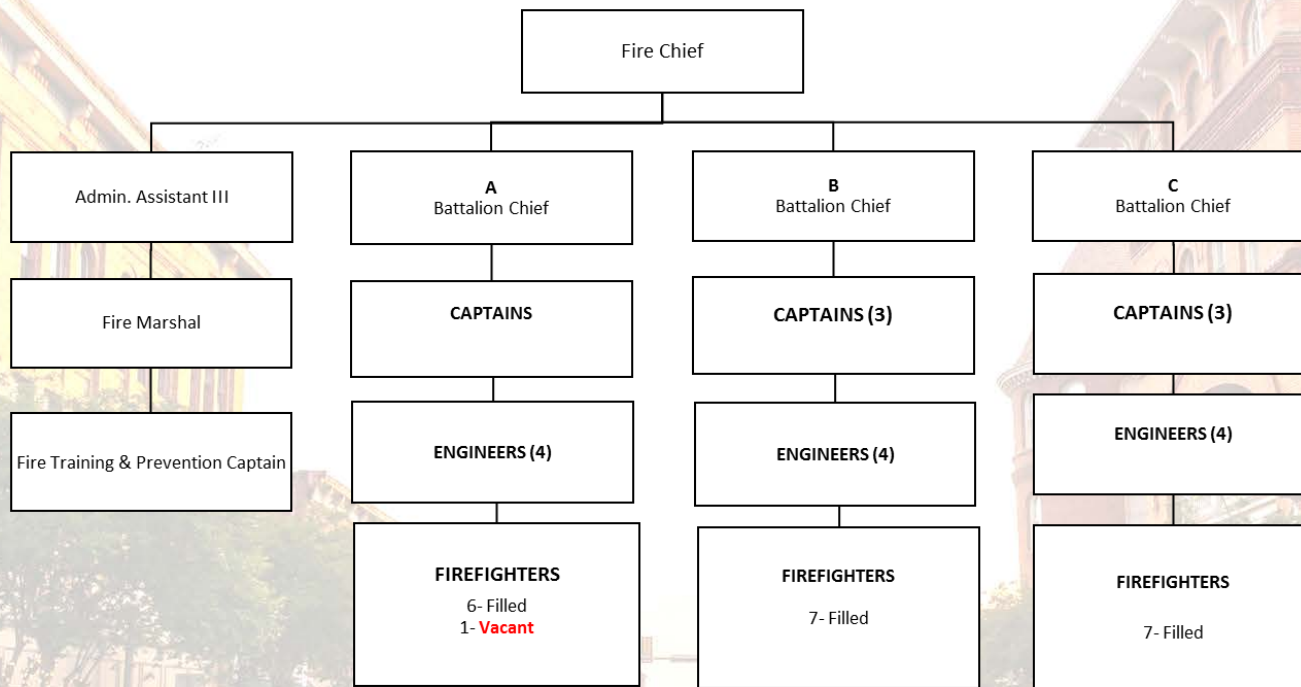 Fire Chief
Admin. Assistant III
Fire Marshal
Fire Training & Prevention Captain
A
Battalion Chief
CAPTAINS
ENGINEERS (4)
FIREFIGHTERS
6- Filled
1- Vacant
B
Battalion Chief
CAPTAINS (3)
ENGINEERS (4)
FIREFIGHTERS
7- Filled
C
Battalion Chief
CAPTAINS (3)
ENGINEERS (4)
FIREFIGHTERS
7- Filled